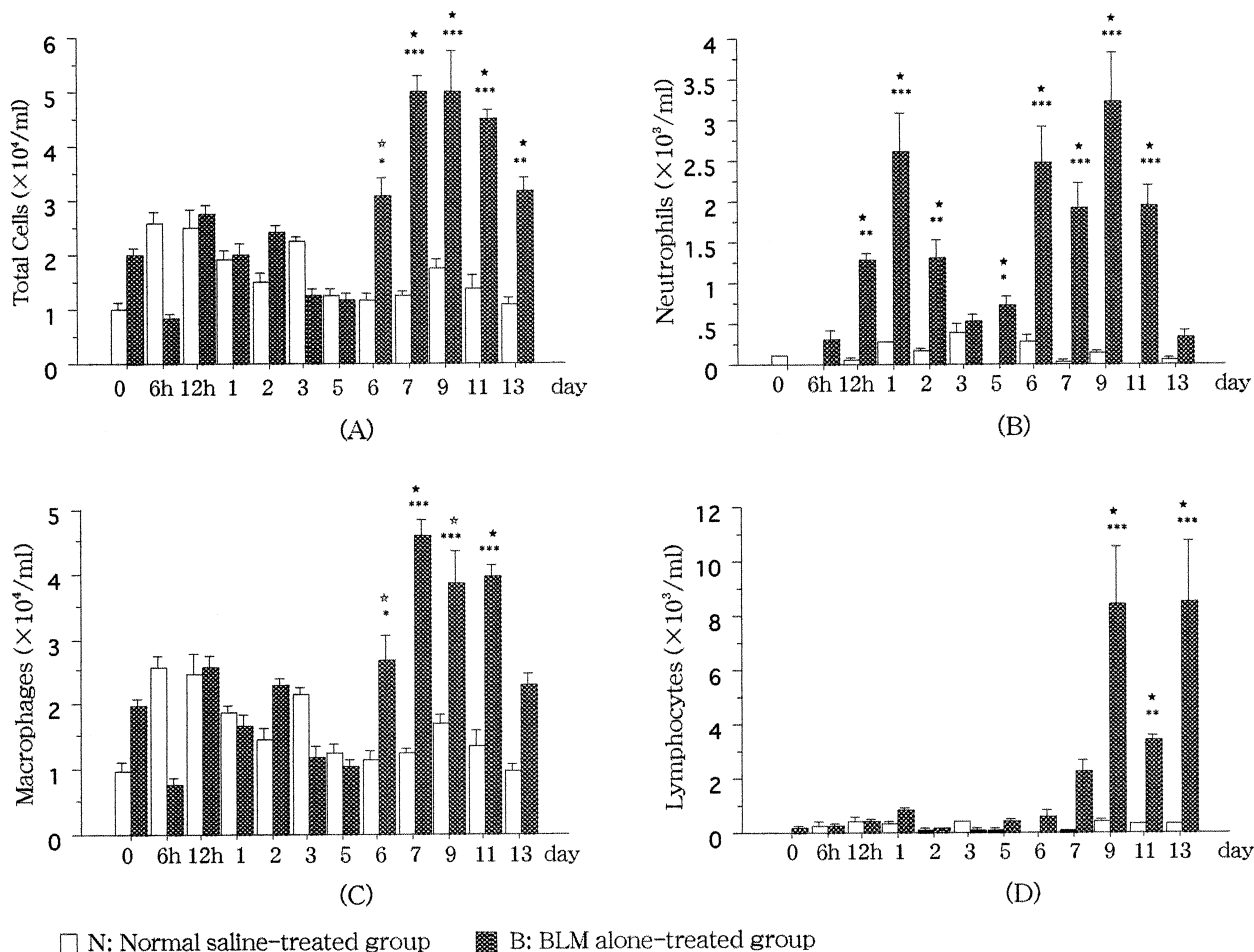 6
5
4
3
2
1
0
Total Cells (×10⁴/ml)
★ ★ ★ ★ ☆
*** *** *** ** *
0 6h 12h 1 2 3 5 6 7 9 11 13 day
(A)
4
3.5
3
2.5
2
1.5
1
.5
0
Neutrophils (×10³/ml)
★ ★ ★ ★ ★ ★ ★ ★ ★
** *** ** * *** *** *** ***
0 6h 12h 1 2 3 5 6 7 9 11 13 day
(B)
5
4
3
2
1
0
Macrophages (×10⁴/ml)
☆ ★ ☆ ★
* *** *** ***
0 6h 12h 1 2 3 5 6 7 9 11 13 day
(C)
12
10
8
6
4
2
0
Lymphocytes (×10³/ml)
★ ★ ★
*** ** ***
0 6h 12h 1 2 3 5 6 7 9 11 13 day
(D)
N: Normal saline-treated group B: BLM alone-treated group